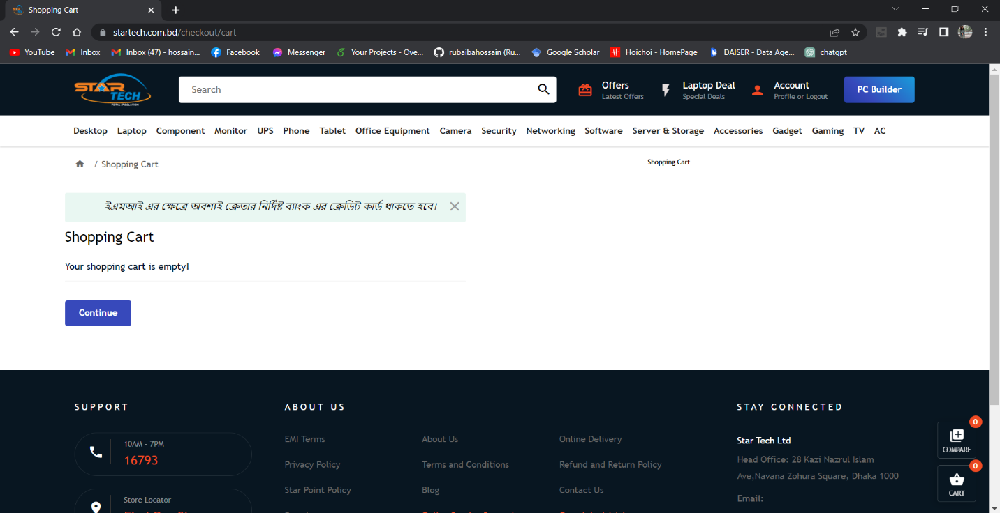 Shopping Cart
startech.com.bd/checkout/cart
YouTube Inbox Inbox (47) - hossain... Facebook Messenger Your Projects - Ove... rubaibahossain (Ru... Google Scholar Hoichoi - HomePage DAISER - Data Age... chatgpt
STAR TECH
Search
Offers
Latest Offers
Laptop Deal
Special Deals
Account
Profile or Logout
PC Builder
Desktop Laptop Component Monitor UPS Phone Tablet Office Equipment Camera Security Networking Software Server & Storage Accessories Gadget Gaming TV AC
/ Shopping Cart
Shopping Cart
ইএমআই এর ক্ষেত্রে অবশ্যই ক্রেতার নির্দিষ্ট ব্যাংক এর ক্রেডিট কার্ড থাকতে হবে।
Shopping Cart
Your shopping cart is empty!
Continue
SUPPORT
10AM - 7PM
16793
Store Locator
ABOUT US
EMI Terms About Us Online Delivery
Privacy Policy Terms and Conditions Refund and Return Policy
Star Point Policy Blog Contact Us
STAY CONNECTED
Star Tech Ltd
Head Office: 28 Kazi Nazrul Islam
Ave,Navana Zohura Square, Dhaka 1000
Email:
0
COMPARE
0
CART